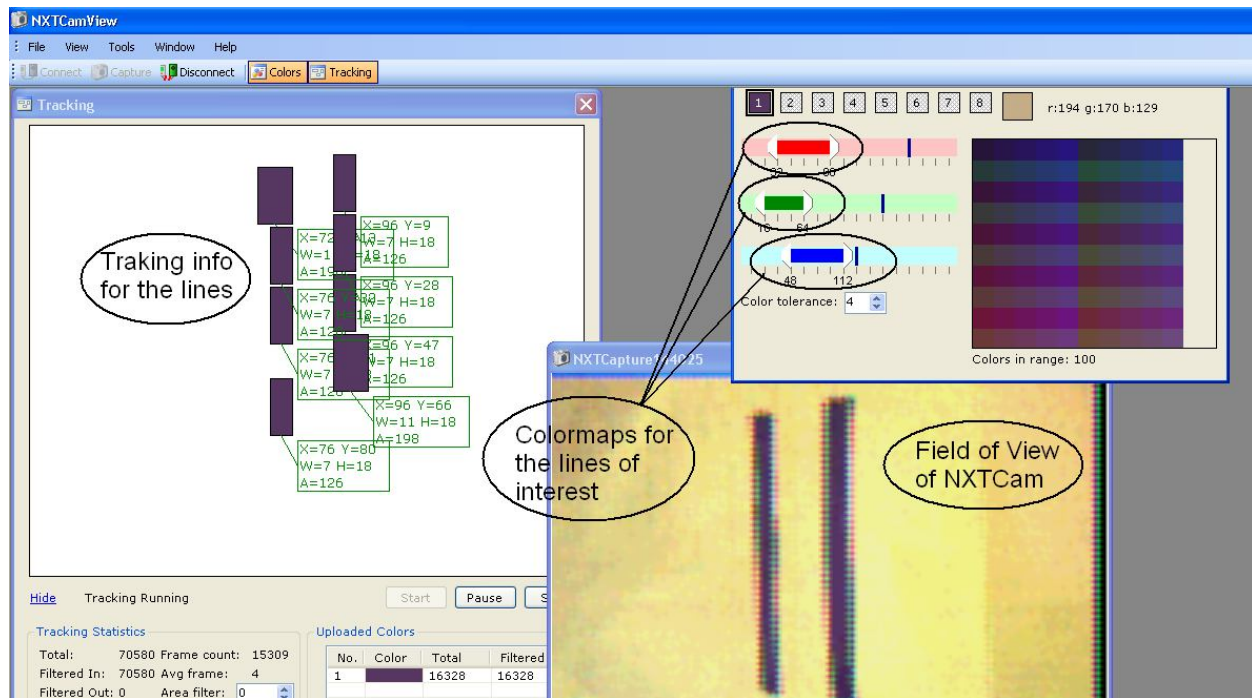 NXTCamView
File View Tools Window Help
Connect Capture Disconnect Colors Tracking
Tracking
1 2 3 4 5 6 7 8 r:194 g:170 b:129
32 96
16 64
48 112
Color tolerance: 4
Colors in range: 100
X=96 Y=9
W=7 H=18
A=126
X=96 Y=28
W=7 H=18
A=126
X=96 Y=47
W=7 H=18
A=126
X=96 Y=66
W=11 H=18
A=198
X=76 Y=80
W=7 H=18
A=126
Traking info
for the lines
NXTCapture
Colormaps for
the lines of
interest
Field of View
of NXTCam
Hide Tracking Running Start Pause
Tracking Statistics
Total: 70580 Frame count: 15309
Filtered In: 70580 Avg frame: 4
Filtered Out: 0 Area filter: 0
Uploaded Colors
No. Color Total Filtered
1 16328 16328